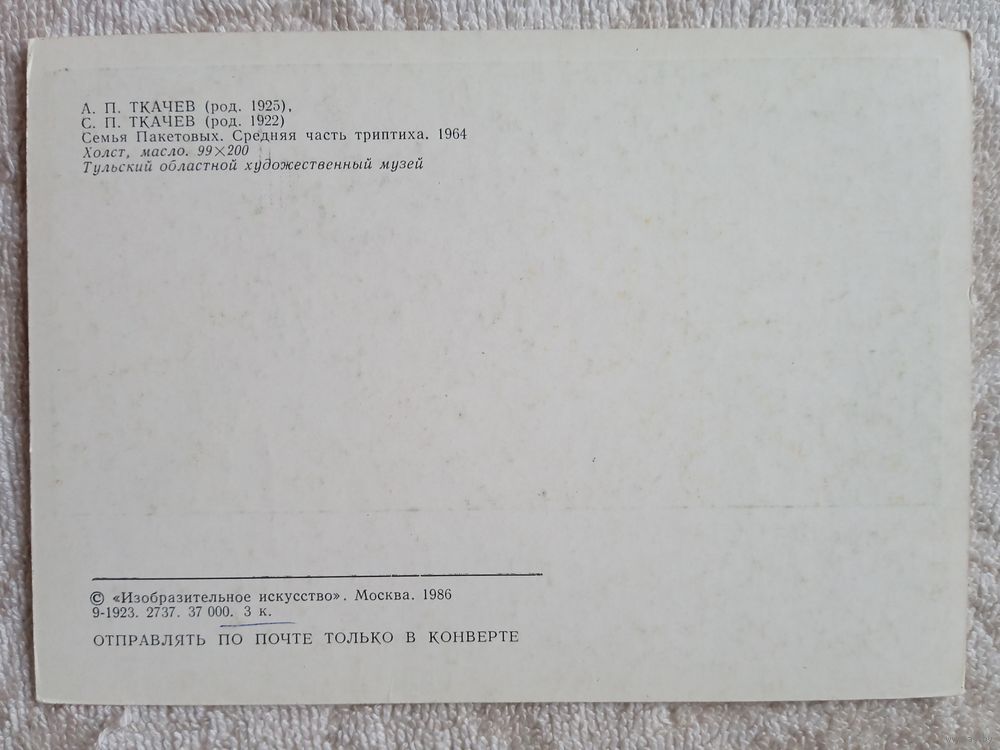 А. П. ТКАЧЕВ (род. 1925),
С. П. ТКАЧЕВ (род. 1922)
Семья Пакетовых. Средняя часть триптиха. 1964
Холст, масло. 99×200
Тульский областной художественный музей
© «Изобразительное искусство». Москва. 1986
9-1923. 2737. 37 000. 3 к.
ОТПРАВЛЯТЬ ПО ПОЧТЕ ТОЛЬКО В КОНВЕРТЕ